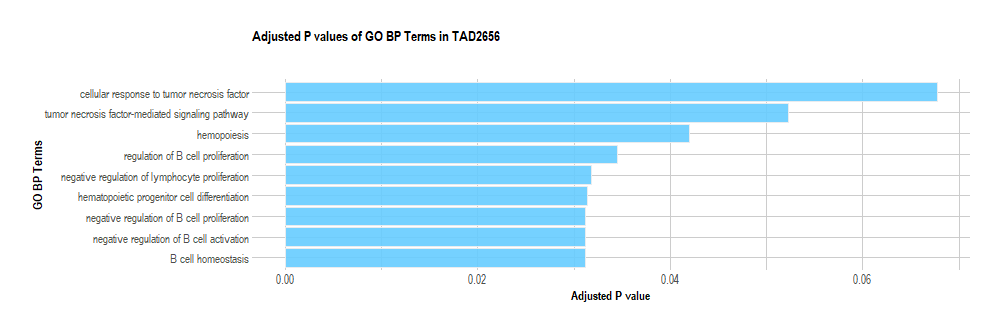 Adjusted P values of GO BP Terms in TAD2656
GO BP Terms
cellular response to tumor necrosis factor
tumor necrosis factor-mediated signaling pathway
hemopoiesis
regulation of B cell proliferation
negative regulation of lymphocyte proliferation
hematopoietic progenitor cell differentiation
negative regulation of B cell proliferation
negative regulation of B cell activation
B cell homeostasis
0.00 0.02 0.04 0.06
Adjusted P value